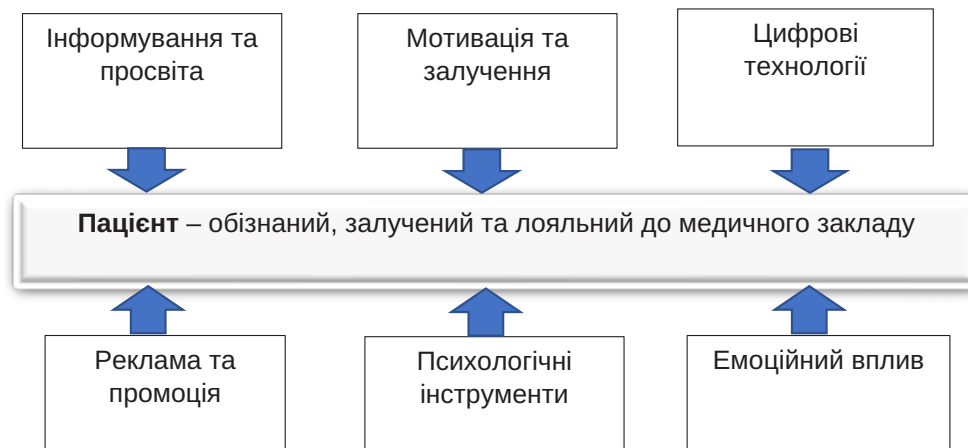 Інформування та
просвіта
Мотивація та
залучення
Цифрові
технології
Пацієнт – обізнаний, залучений та лояльний до медичного закладу
Реклама та
промоція
Психологічні
інструменти
Емоційний вплив